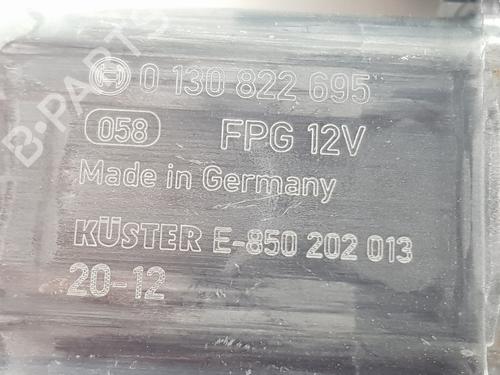 0 130 822 695
058 FPG 12V
Made in Germany
KÜSTER E-850 202 013
20-12
B-PARTS